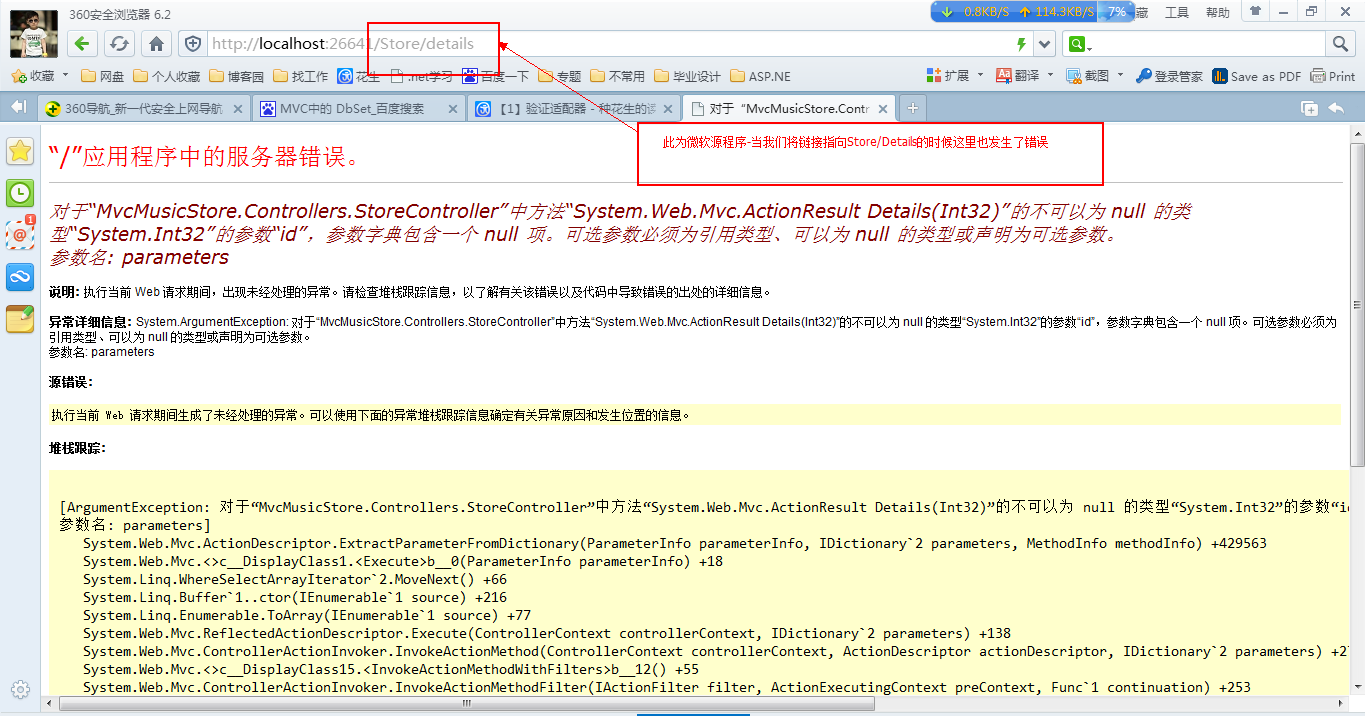 360安全浏览器 6.2
0.8KB/S 114.3KB/S 7% 藏 工具 帮助
http://localhost:26641/Store/details
收藏 网盘 个人收藏 博客园 找工作 花生 .net学习 百度一下 专题 不常用 毕业设计 ASP.NE 扩展 翻译 截图 登录管家 Save as PDF Print
360导航_新一代安全上网导航 MVC中的 DbSet_百度搜索 【1】验证适配器 - 种花生的读 对于“MvcMusicStore.Contr
此为微软源程序-当我们将链接指向Store/Details的时候这里也发生了错误
“/”应用程序中的服务器错误。
对于“MvcMusicStore.Controllers.StoreController”中方法“System.Web.Mvc.ActionResult Details(Int32)”的不可以为 null 的类
型“System.Int32”的参数“id”，参数字典包含一个 null 项。可选参数必须为引用类型、可以为 null 的类型或声明为可选参数。
参数名: parameters
说明: 执行当前 Web 请求期间，出现未经处理的异常。请检查堆栈跟踪信息，以了解有关该错误以及代码中导致错误的出处的详细信息。
异常详细信息: System.ArgumentException: 对于“MvcMusicStore.Controllers.StoreController”中方法“System.Web.Mvc.ActionResult Details(Int32)”的不可以为 null 的类型“System.Int32”的参数“id”，参数字典包含一个 null 项。可选参数必须为
引用类型、可以为 null 的类型或声明为可选参数。
参数名: parameters
源错误:
执行当前 Web 请求期间生成了未经处理的异常。可以使用下面的异常堆栈跟踪信息确定有关异常原因和发生位置的信息。
堆栈跟踪:
[ArgumentException: 对于“MvcMusicStore.Controllers.StoreController”中方法“System.Web.Mvc.ActionResult Details(Int32)”的不可以为 null 的类型“System.Int32”的参数“id
参数名: parameters]
System.Web.Mvc.ActionDescriptor.ExtractParameterFromDictionary(ParameterInfo parameterInfo, IDictionary`2 parameters, MethodInfo methodInfo) +429563
System.Web.Mvc.<>c__DisplayClass1.<Execute>b__0(ParameterInfo parameterInfo) +18
System.Linq.WhereSelectArrayIterator`2.MoveNext() +66
System.Linq.Buffer`1..ctor(IEnumerable`1 source) +216
System.Linq.Enumerable.ToArray(IEnumerable`1 source) +77
System.Web.Mvc.ReflectedActionDescriptor.Execute(ControllerContext controllerContext, IDictionary`2 parameters) +138
System.Web.Mvc.ControllerActionInvoker.InvokeActionMethod(ControllerContext controllerContext, ActionDescriptor actionDescriptor, IDictionary`2 parameters) +27
System.Web.Mvc.<>c__DisplayClass15.<InvokeActionMethodWithFilters>b__12() +55
System.Web.Mvc.ControllerActionInvoker.InvokeActionMethodFilter(IActionFilter filter, ActionExecutingContext preContext, Func`1 continuation) +253